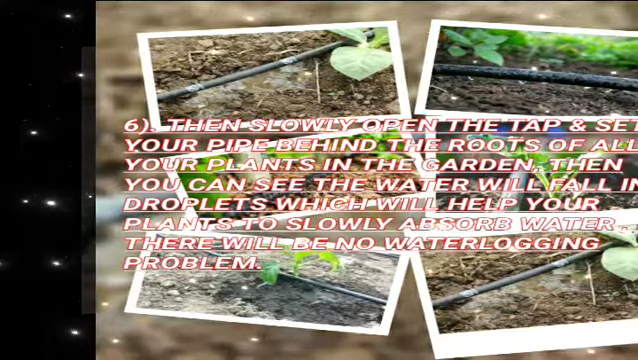 6). THEN SLOWLY OPEN THE TAP & SET
YOUR PIPE BEHIND THE ROOTS OF ALL
YOUR PLANTS IN THE GARDEN, THEN
YOU CAN SEE THE WATER WILL FALL IN
DROPLETS WHICH WILL HELP YOUR
PLANTS TO SLOWLY ABSORB WATER .
THERE WILL BE NO WATERLOGGING
PROBLEM.